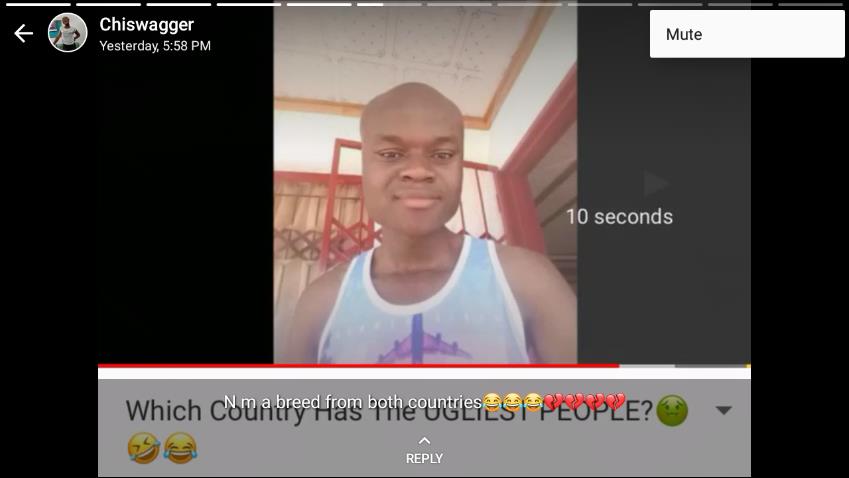 Chiswagger
Yesterday, 5:58 PM
Mute
10 seconds
N m a breed from both countries😂😂😂💔💔💔💔
Which Country Has The UGLIEST PEOPLE?🤢
🤣😂
REPLY